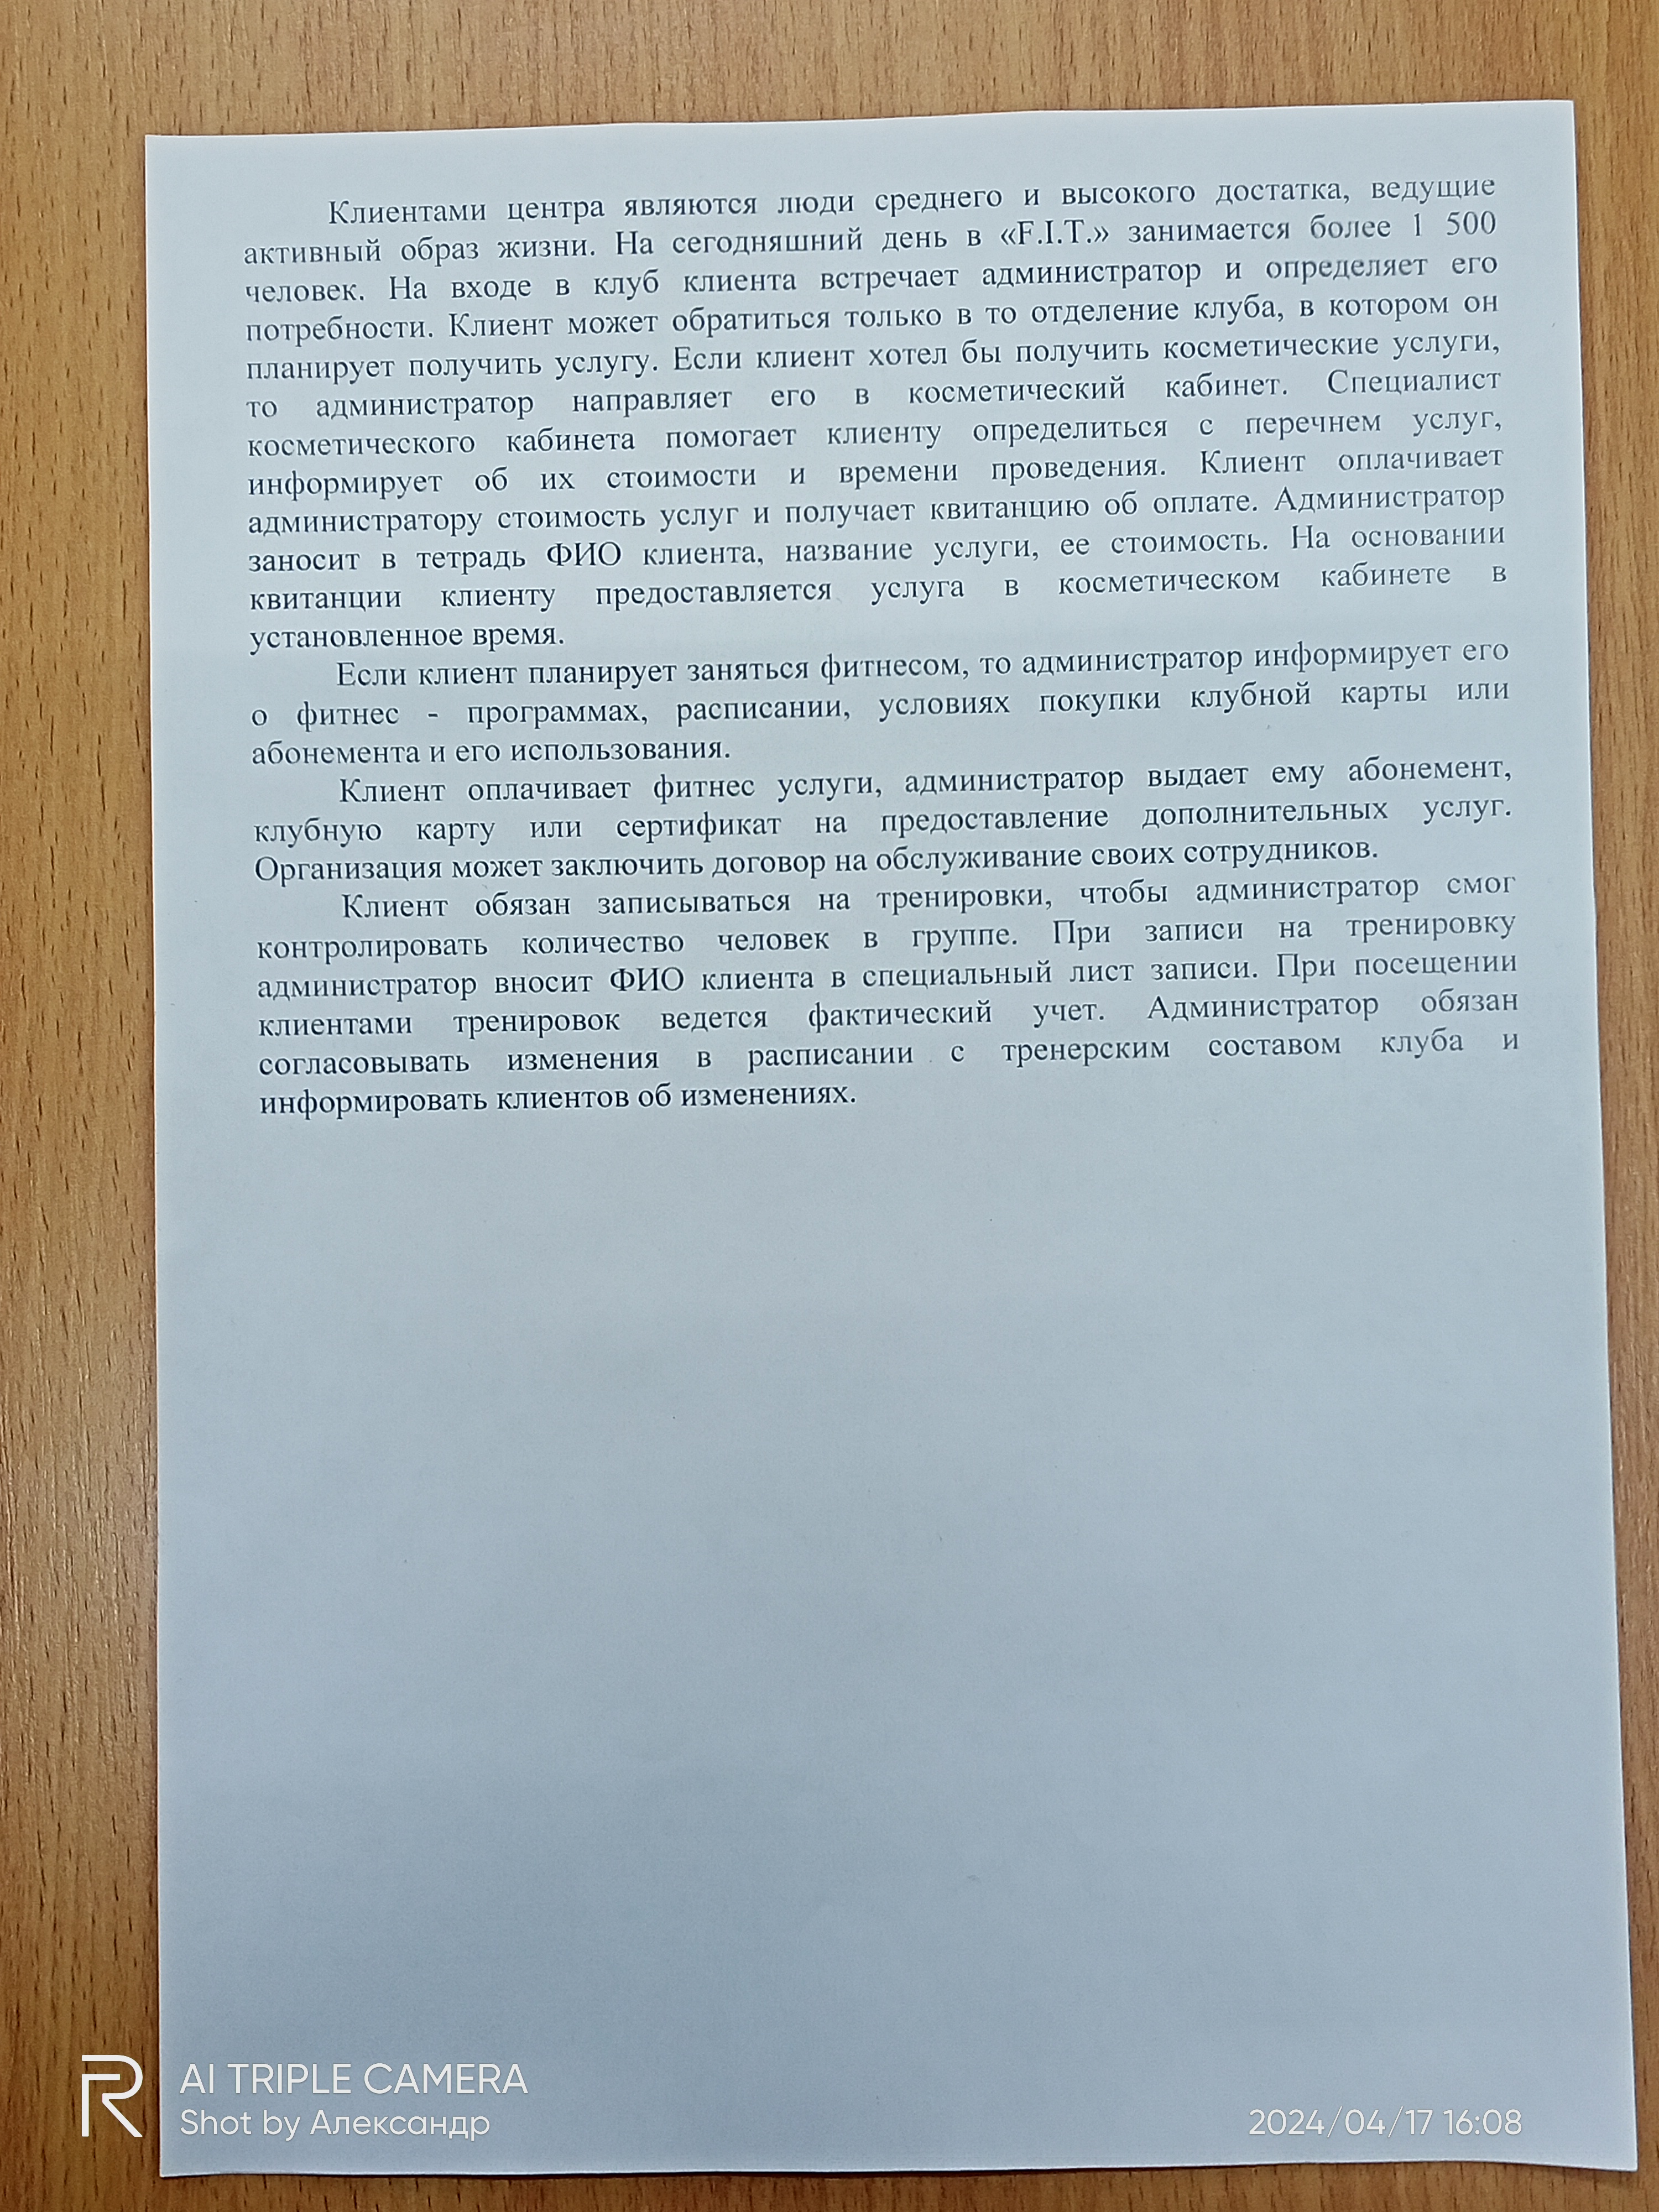 Клиентами центра являются люди среднего и высокого достатка, ведущие
активный образ жизни. На сегодняшний день в «F.I.T.» занимается более 1 500
человек. На входе в клуб клиента встречает администратор и определяет его
потребности. Клиент может обратиться только в то отделение клуба, в котором он
планирует получить услугу. Если клиент хотел бы получить косметические услуги,
то администратор направляет его в косметический кабинет. Специалист
косметического кабинета помогает клиенту определиться с перечнем услуг,
информирует об их стоимости и времени проведения. Клиент оплачивает
администратору стоимость услуг и получает квитанцию об оплате. Администратор
заносит в тетрадь ФИО клиента, название услуги, ее стоимость. На основании
квитанции клиенту предоставляется услуга в косметическом кабинете в
установленное время.
Если клиент планирует заняться фитнесом, то администратор информирует его
о фитнес - программах, расписании, условиях покупки клубной карты или
абонемента и его использования.
Клиент оплачивает фитнес услуги, администратор выдает ему абонемент,
клубную карту или сертификат на предоставление дополнительных услуг.
Организация может заключить договор на обслуживание своих сотрудников.
Клиент обязан записываться на тренировки, чтобы администратор смог
контролировать количество человек в группе. При записи на тренировку
администратор вносит ФИО клиента в специальный лист записи. При посещении
клиентами тренировок ведется фактический учет. Администратор обязан
согласовывать изменения в расписании с тренерским составом клуба и
информировать клиентов об изменениях.
AI TRIPLE CAMERA
Shot by Александр
2024/04/17 16:08